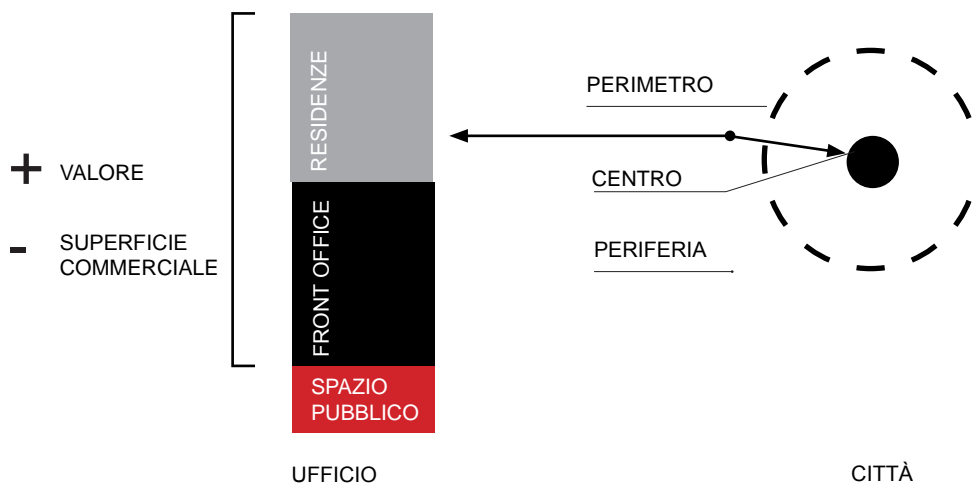 + VALORE
- SUPERFICIE
COMMERCIALE
RESIDENZE
FRONT OFFICE
SPAZIO
PUBBLICO
UFFICIO
PERIMETRO
CENTRO
PERIFERIA
CITTÀ